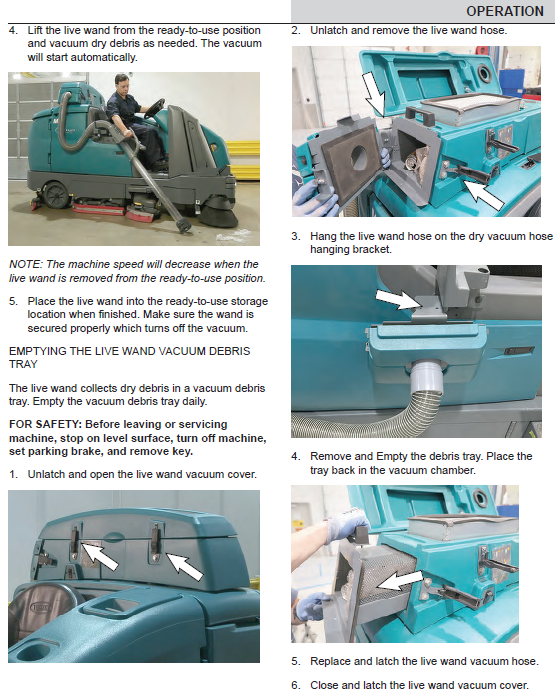 OPERATION
4. Lift the live wand from the ready-to-use position
and vacuum dry debris as needed. The vacuum
will start automatically.
NOTE: The machine speed will decrease when the
live wand is removed from the ready-to-use position.
5. Place the live wand into the ready-to-use storage
location when finished. Make sure the wand is
secured properly which turns off the vacuum.
EMPTYING THE LIVE WAND VACUUM DEBRIS
TRAY
The live wand collects dry debris in a vacuum debris
tray. Empty the vacuum debris tray daily.
FOR SAFETY: Before leaving or servicing
machine, stop on level surface, turn off machine,
set parking brake, and remove key.
1. Unlatch and open the live wand vacuum cover.
2. Unlatch and remove the live wand hose.
3. Hang the live wand hose on the dry vacuum hose
hanging bracket.
4. Remove and Empty the debris tray. Place the
tray back in the vacuum chamber.
5. Replace and latch the live wand vacuum hose.
6. Close and latch the live wand vacuum cover.